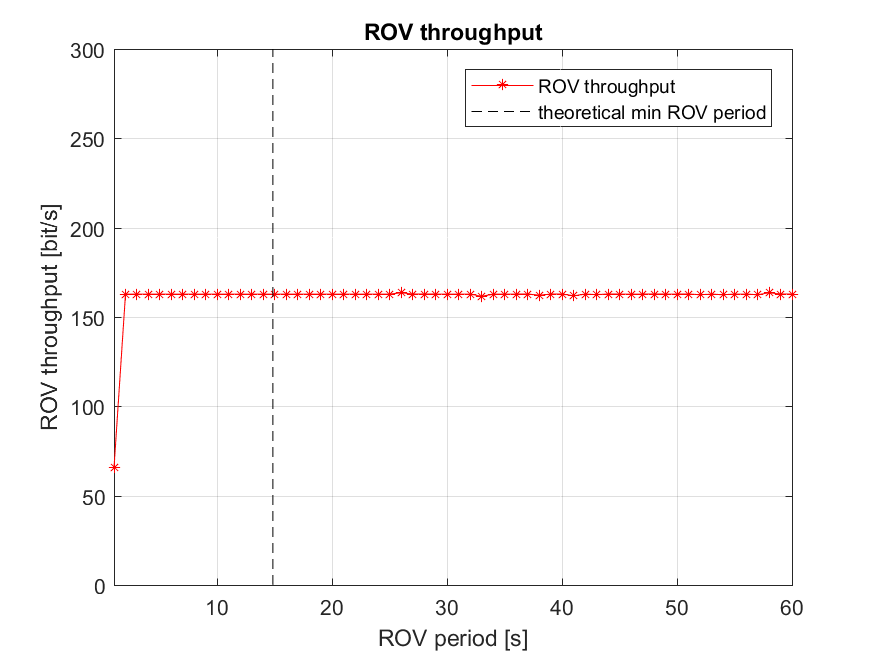 ROV throughput
300
250
200
150
100
50
0
ROV throughput [bit/s]
ROV throughput
theoretical min ROV period
10
20
30
40
50
60
ROV period [s]